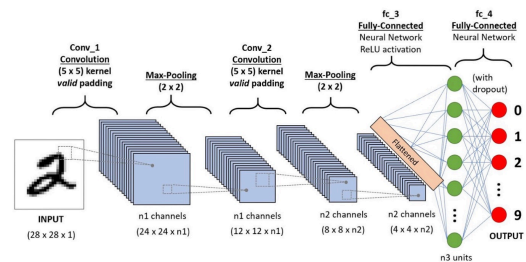 fc_3
Fully-Connected
Neural Network
ReLU activation
fc_4
Fully-Connected
Neural Network
Conv_1
Convolution
(5 x 5) kernel
valid padding
Max-Pooling
(2 x 2)
Conv_2
Convolution
(5 x 5) kernel
valid padding
Max-Pooling
(2 x 2)
(with
dropout)
Flattened
0
1
2
9
2
INPUT
(28 x 28 x 1)
n1 channels
(24 x 24 x n1)
n1 channels
(12 x 12 x n1)
n2 channels
(8 x 8 x n2)
n2 channels
(4 x 4 x n2)
OUTPUT
n3 units